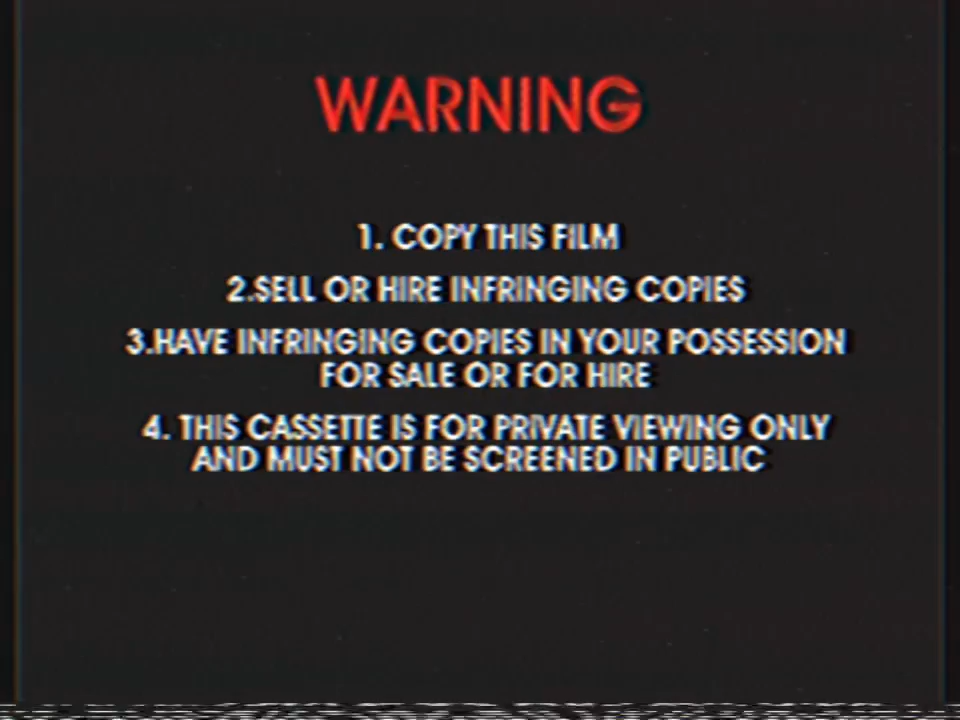 WARNING
1. COPY THIS FILM
2.SELL OR HIRE INFRINGING COPIES
3.HAVE INFRINGING COPIES IN YOUR POSSESSION
FOR SALE OR FOR HIRE
4. THIS CASSETTE IS FOR PRIVATE VIEWING ONLY
AND MUST NOT BE SCREENED IN PUBLIC